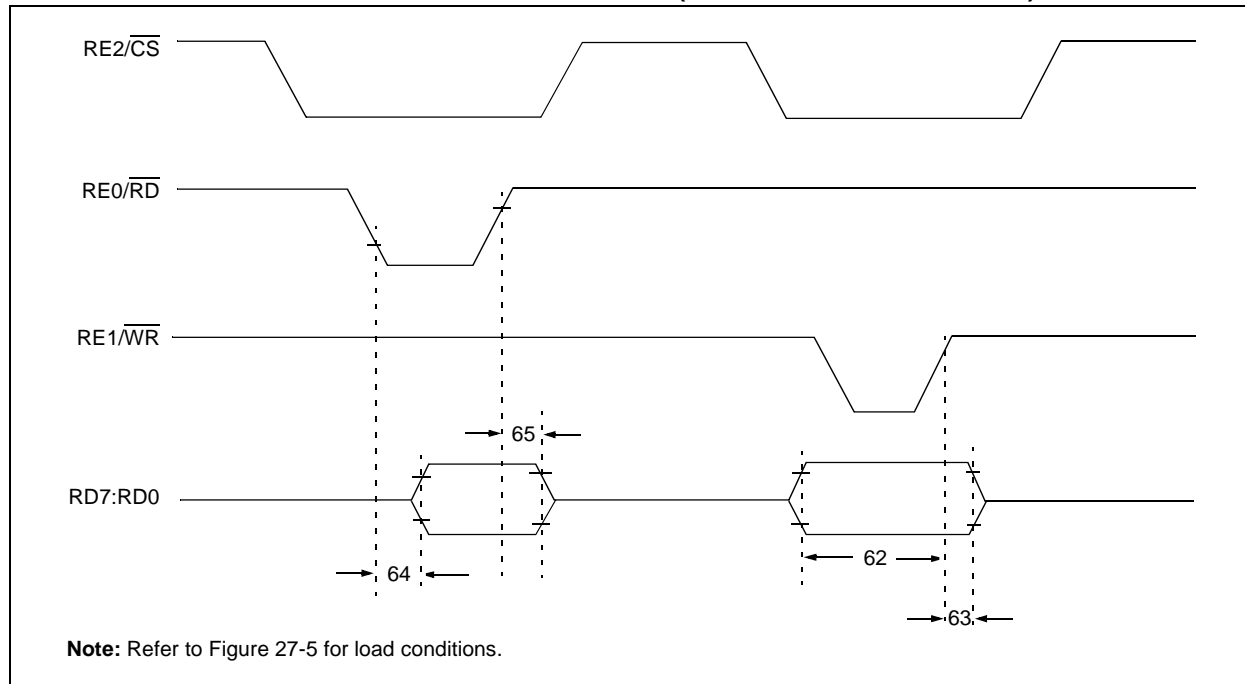 RE2/CS
RE0/RD
RE1/WR
65
RD7:RD0
64
62
63
Note: Refer to Figure 27-5 for load conditions.